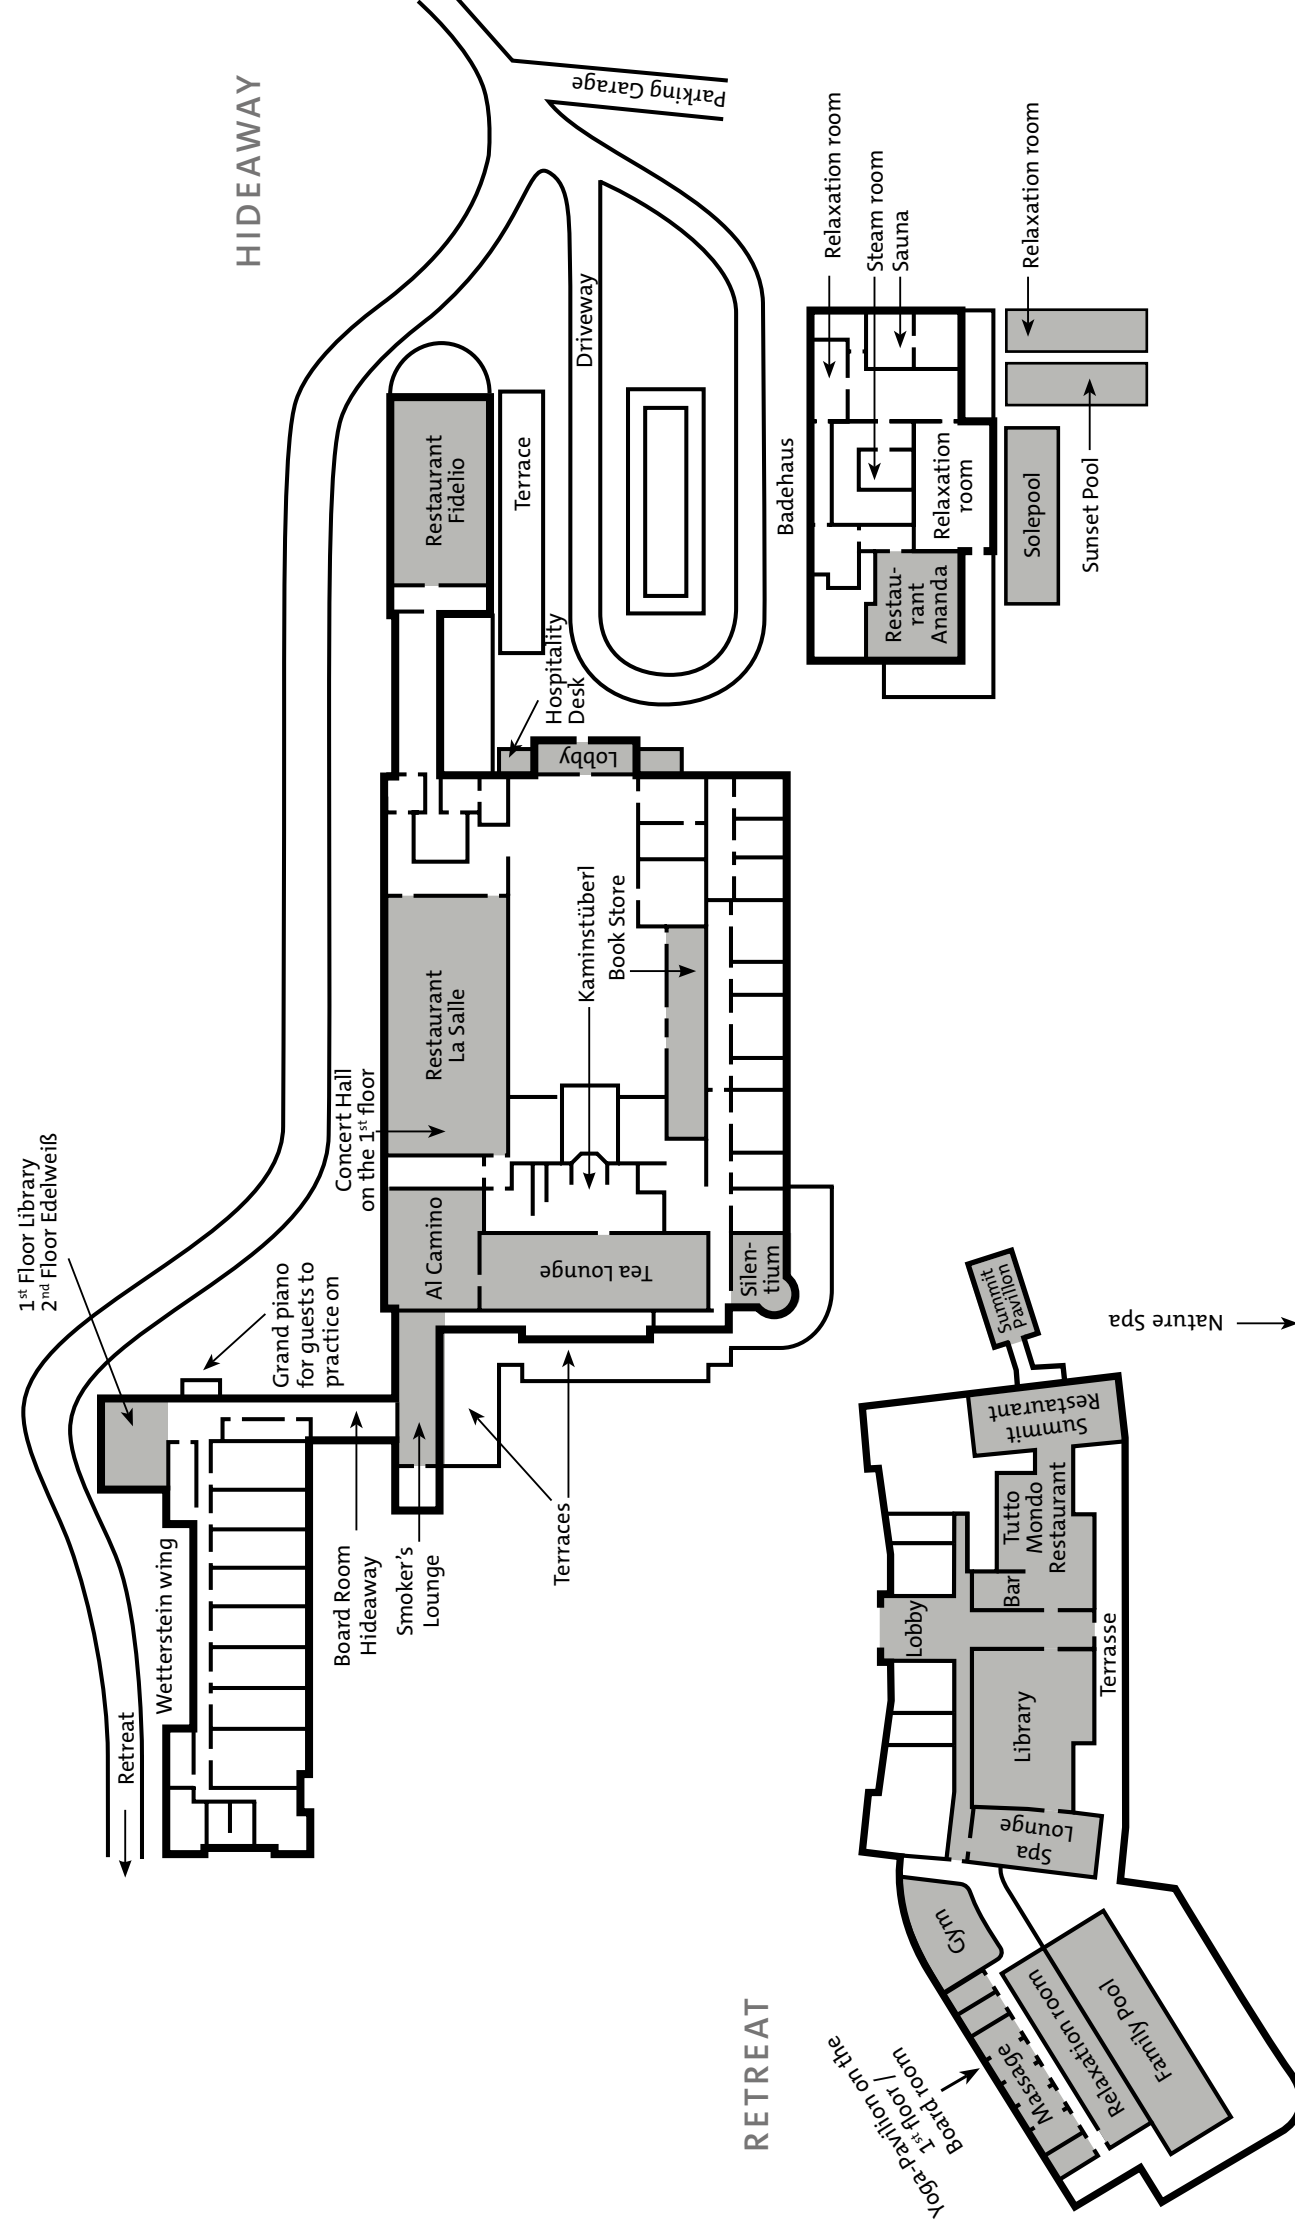 HIDEAWAY
Parking Garage
Driveway
Relaxation room
Steam room
Sauna
Relaxation room
Badehaus
Relaxation
room
Restau-
rant
Ananda
Solepool
Sunset Pool
Restaurant
Fidelio
Terrace
Hospitality
Desk
Lobby
Restaurant
La Salle
Concert Hall
on the 1st floor
Kaminstüberl
Book Store
Al Camino
Tea Lounge
Silen-
tium
1st Floor Library
2nd Floor Edelweiß
Grand piano
for guests to
practice on
Wetterstein wing
Board Room
Hideaway
Smoker's
Lounge
Terraces
Retreat
RETREAT
Nature Spa
Summit
Pavilion
Summit
Restaurant
Tutto
Mondo
Restaurant
Bar
Lobby
Library
Terrasse
Spa
Lounge
Gym
Massage
Relaxation room
Family Pool
Yoga-Pavilion on the
1st floor /
Board room